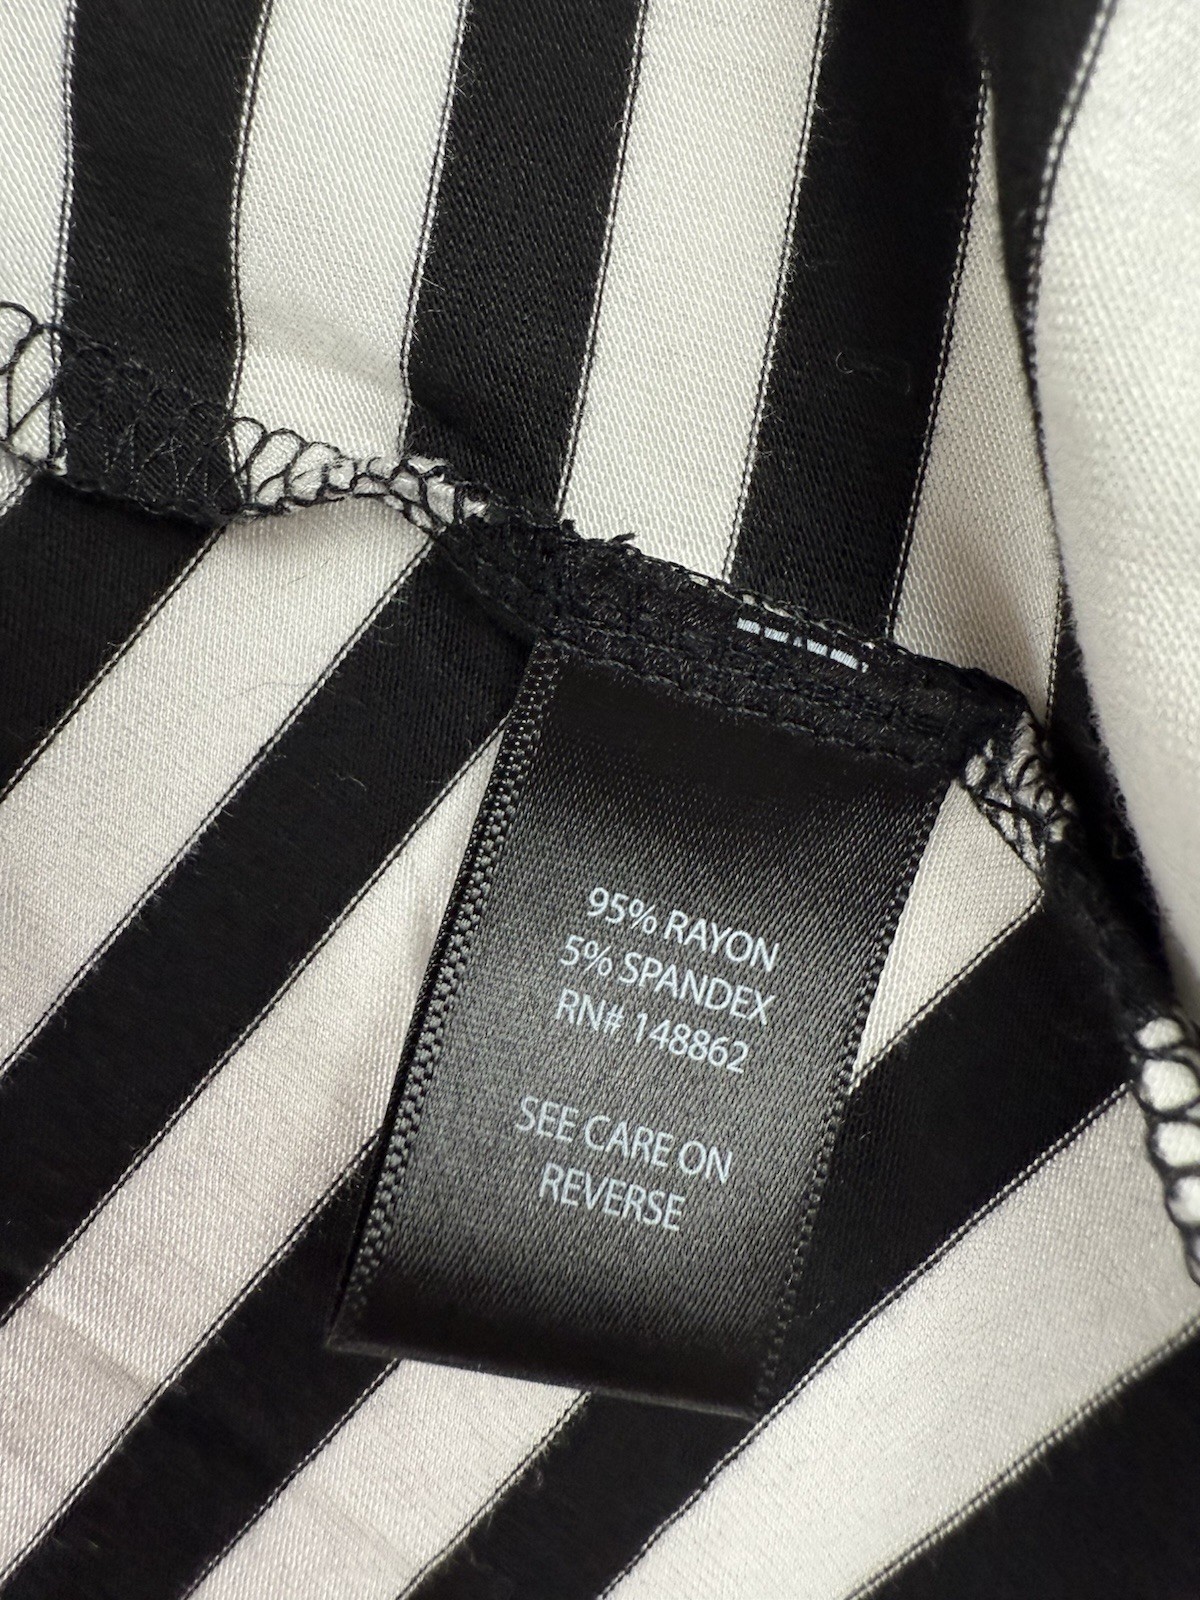 95% RAYON
5% SPANDEX
RN# 148862
SEE CARE ON
REVERSE